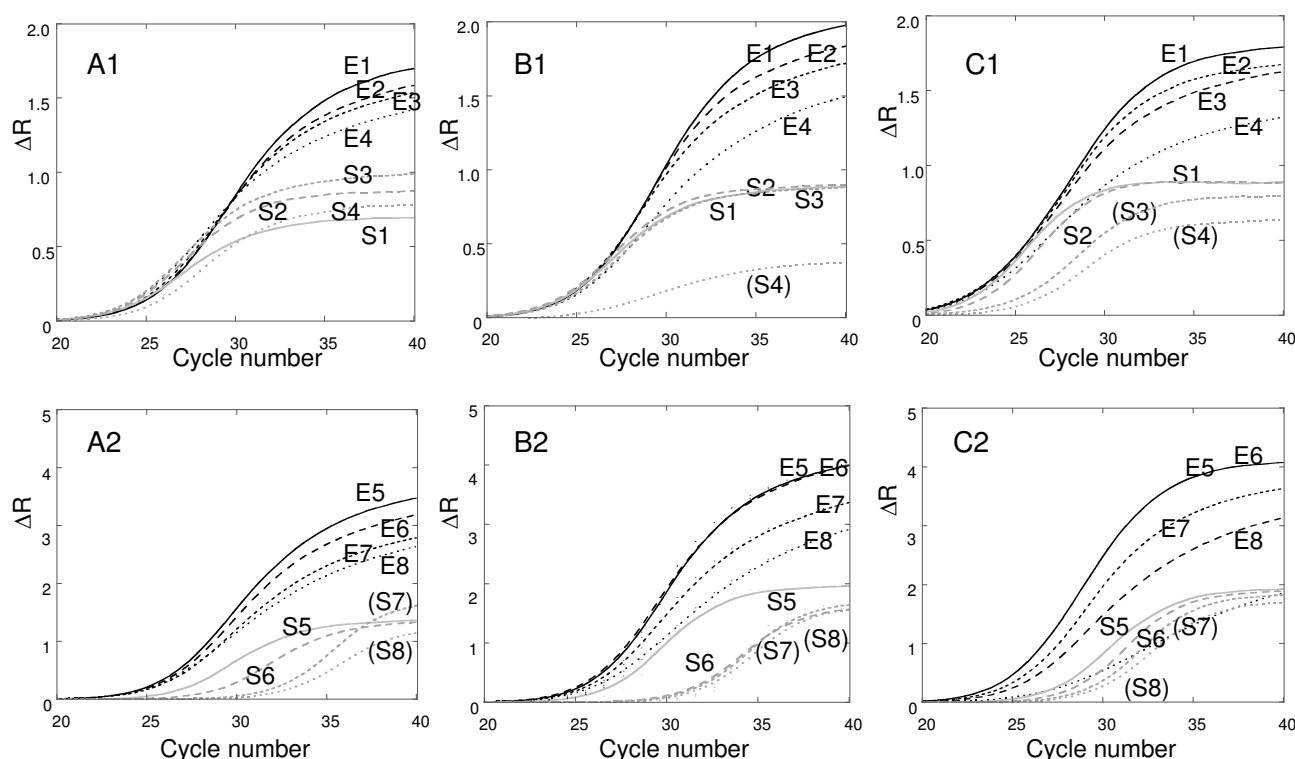 A1
ΔR
2.0
1.5
1.0
0.5
0
E1
E2
E3
E4
S3
S2
S4
S1
20
25
30
35
40
Cycle number
B1
ΔR
2.0
1.5
1.0
0.5
0
E1
E2
E3
E4
S2
S1
S3
(S4)
20
25
30
35
40
Cycle number
C1
ΔR
2.0
1.5
1.0
0.5
0
E1
E2
E3
E4
S1
(S3)
S2
(S4)
20
25
30
35
40
Cycle number
A2
ΔR
5
4
3
2
1
0
E5
E6
E7
E8
(S7)
S5
(S8)
S6
20
25
30
35
40
Cycle number
B2
ΔR
5
4
3
2
1
0
E5
E6
E7
E8
S5
(S8)
(S7)
S6
20
25
30
35
40
Cycle number
C2
ΔR
5
4
3
2
1
0
E5
E6
E7
E8
S5
S6
(S7)
(S8)
20
25
30
35
40
Cycle number